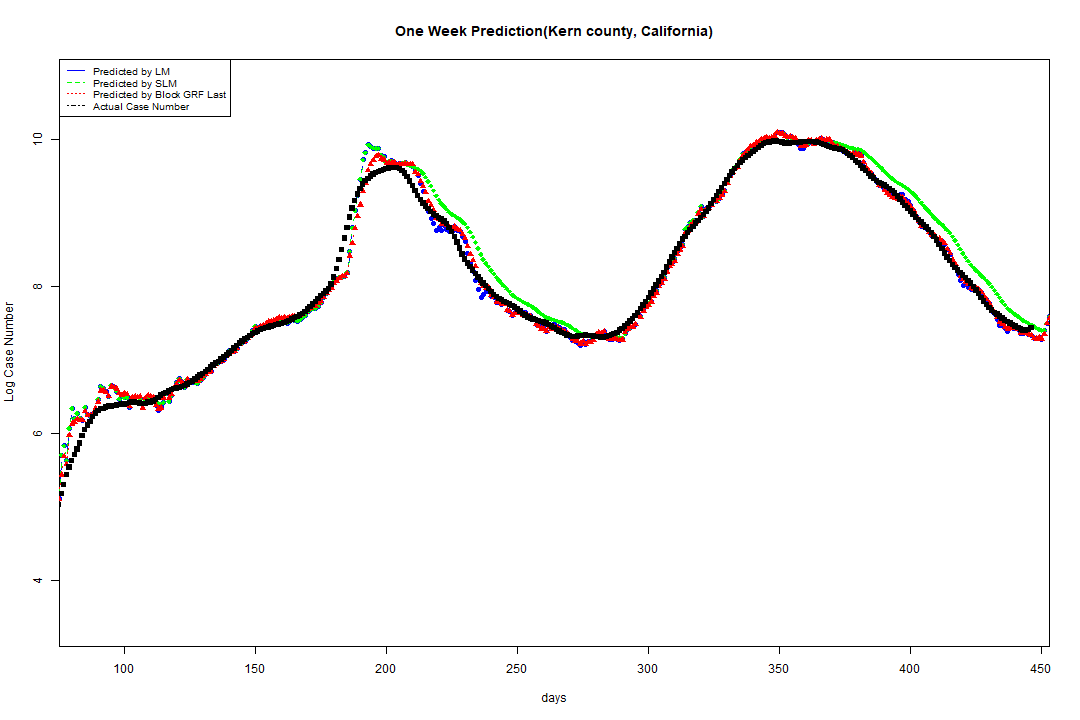 One Week Prediction(Kern county, California)
Predicted by LM
Predicted by SLM
Predicted by Block GRF Last
Actual Case Number
10
8
6
4
Log Case Number
100 150 200 250 300 350 400 450
days